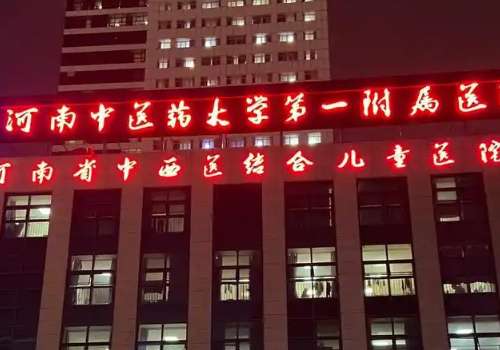 河南中医药大学第一附属医
河南省中西医结合儿童医院